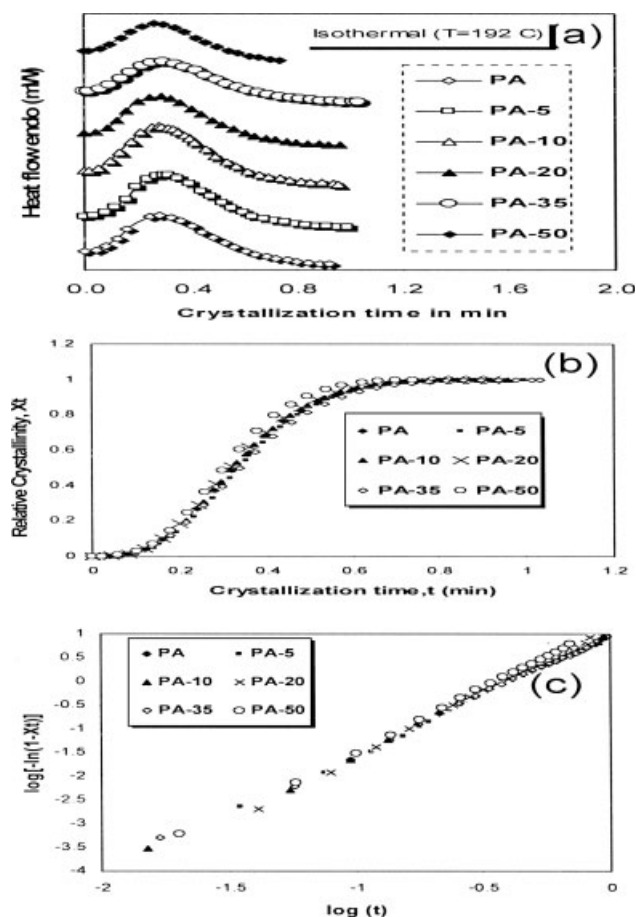 Isothermal (T=192 C) [a)
PA
PA-5
PA-10
PA-20
PA-35
PA-50
Heat flow endo (mW)
0.0 0.4 0.8 1.2 1.6 2.0
Crystallization time in min
(b)
1.2
1
0.8
0.6
0.4
0.2
0
Relative Crystallinity, Xt
PA PA-5
PA-10 PA-20
PA-35 PA-50
0 0.2 0.4 0.6 0.8 1 1.2
Crystallization time,t (min)
(c)
1
0.5
0
-0.5
-1
-1.5
-2
-2.5
-3
-3.5
-4
log[-ln(1-Xt)]
PA PA-5
PA-10 PA-20
PA-35 PA-50
-2 -1.5 -1 -0.5 0
log (t)